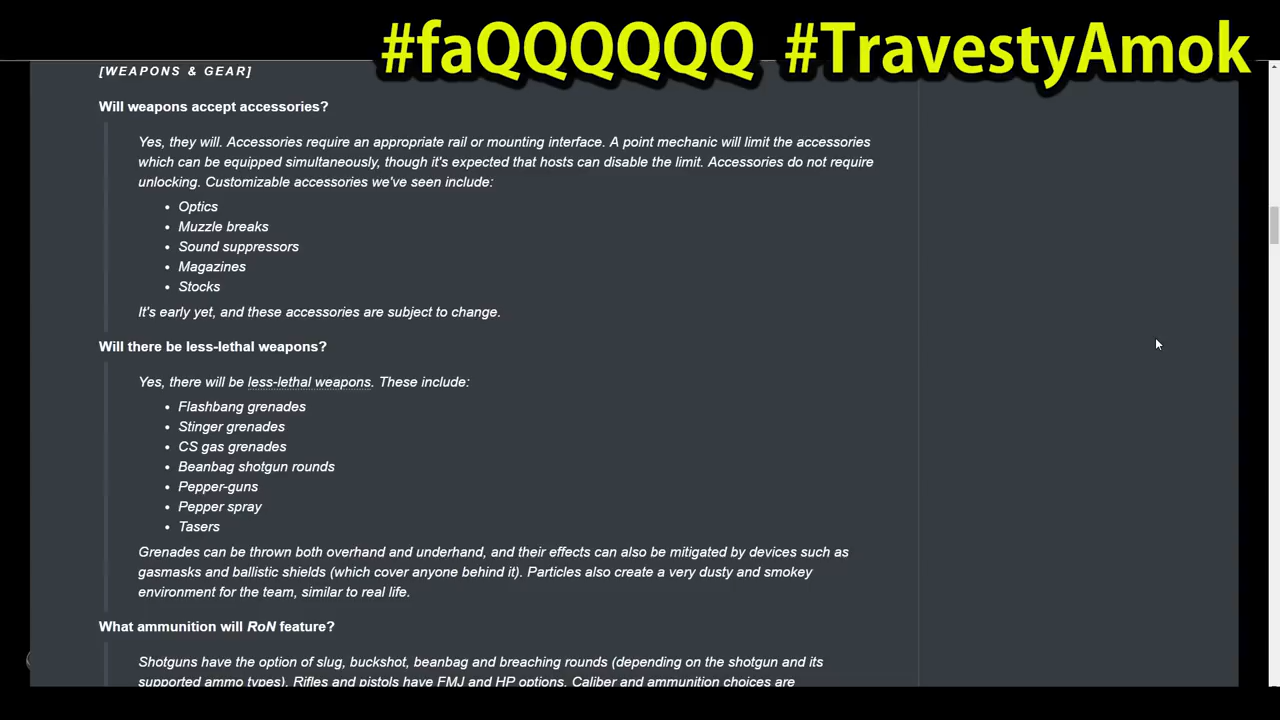 #faQQQQQQ #TravestyAmok
[WEAPONS & GEAR]
Will weapons accept accessories?
Yes, they will. Accessories require an appropriate rail or mounting interface. A point mechanic will limit the accessories
which can be equipped simultaneously, though it's expected that hosts can disable the limit. Accessories do not require
unlocking. Customizable accessories we've seen include:
• Optics
• Muzzle breaks
• Sound suppressors
• Magazines
• Stocks
It's early yet, and these accessories are subject to change.
Will there be less-lethal weapons?
Yes, there will be less-lethal weapons. These include:
• Flashbang grenades
• Stinger grenades
• CS gas grenades
• Beanbag shotgun rounds
• Pepper-guns
• Pepper spray
• Tasers
Grenades can be thrown both overhand and underhand, and their effects can also be mitigated by devices such as
gasmasks and ballistic shields (which cover anyone behind it). Particles also create a very dusty and smokey
environment for the team, similar to real life.
What ammunition will RoN feature?
Shotguns have the option of slug, buckshot, beanbag and breaching rounds (depending on the shotgun and its
supported ammo types). Rifles and pistols have FMJ and HP options. Caliber and ammunition choices are